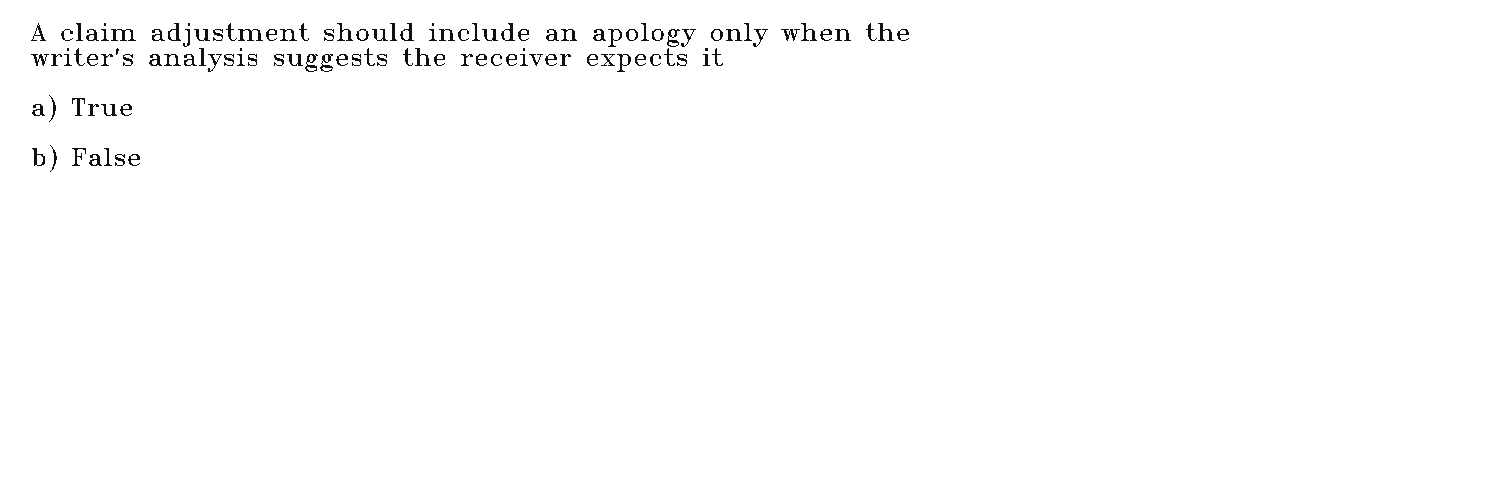 A claim adjustment should include an apology only when the
writer's analysis suggests the receiver expects it
a) True
b) False